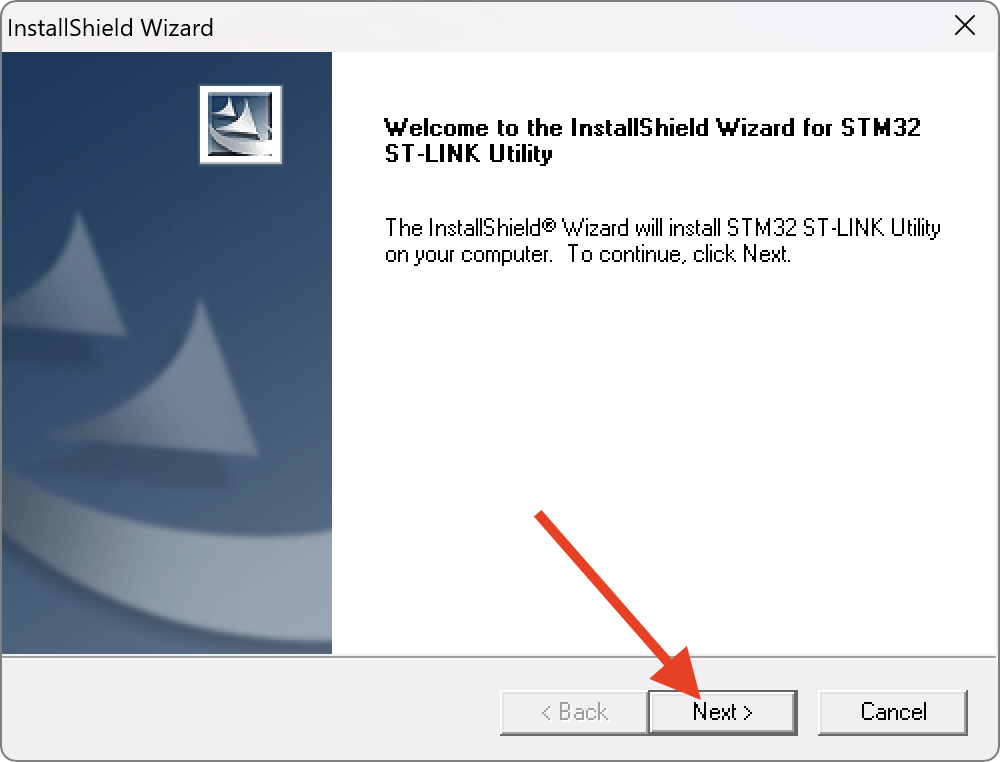 InstallShield Wizard
Welcome to the InstallShield Wizard for STM32
ST-LINK Utility
The InstallShield® Wizard will install STM32 ST-LINK Utility
on your computer.  To continue, click Next.
< Back
Next >
Cancel